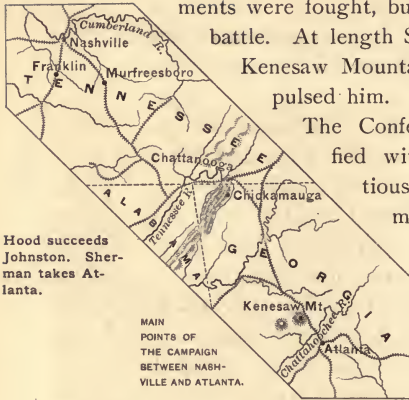 ments were fought, bu
battle. At length S
Kenesaw Mounta
pulsed him.
The Confe
fied wit
tious
m
Cumberland R.
Nashville
Franklin
Murfreesboro
TENNESSEE
Chattanooga
Chickamauga
Tennessee R.
ALABAMA
GEORGIA
Kenesaw Mt.
Chattahoochee R.
Atlanta
Hood succeeds
Johnston. Sher-
man takes At-
lanta.
MAIN
POINTS OF
THE CAMPAIGN
BETWEEN NASH-
VILLE AND ATLANTA.